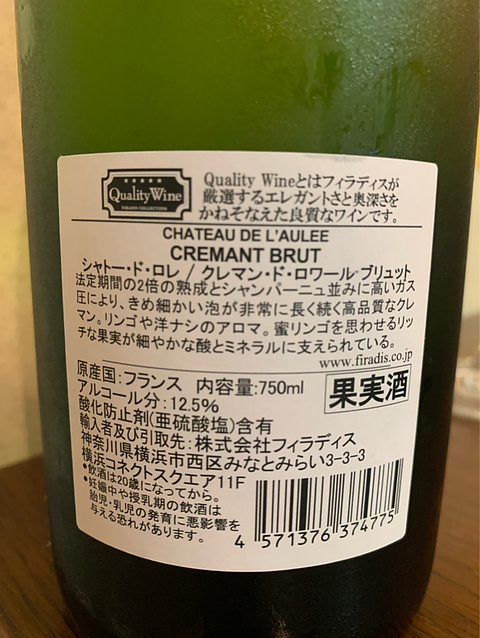 ★★★★★
Quality Wine
FIRADIS COLLECTION
Quality Wineとはフィラディスが
厳選するエレガントさと奥深さを
かねそなえた良質なワインです。
CHATEAU DE L'AULEE
CREMANT BRUT
シャトー・ド・ロレ / クレマン・ド・ロワール ブリュット
法定期間の2倍の熟成とシャンパーニュ並みに高いガス
圧により、きめ細かい泡が非常に長く続く高品質なクレ
マン。リンゴや洋ナシのアロマ。蜜リンゴを思わせるリッ
チな果実が細やかな酸とミネラルに支えられている。
www.firadis.co.jp
原産国:フランス 内容量:750ml
アルコール分:12.5%
果実酒
酸化防止剤(亜硫酸塩)含有
輸入者及び引取先:株式会社フィラディス
神奈川県横浜市西区みなとみらい3-3-3
横浜コネクトスクエア11F
●飲酒は20歳になってから。
●妊娠中や授乳期の飲酒は
胎児・乳児の発育に悪影響を
与える恐れがあります。
4 571376 374775